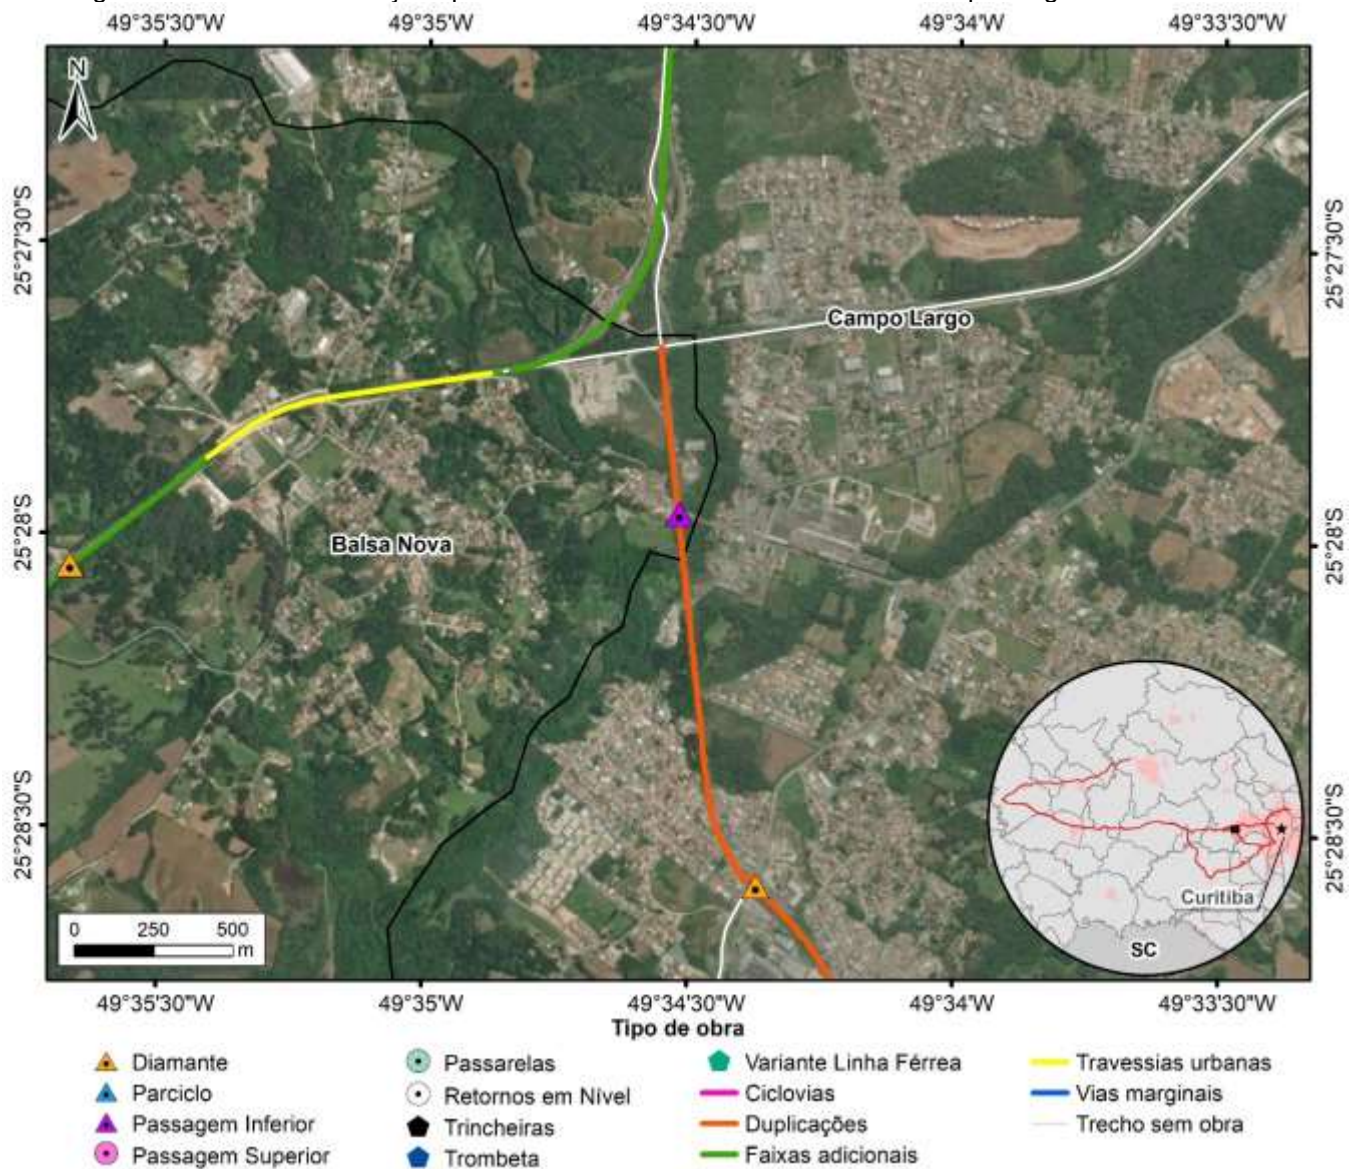 49°35'30"W 49°35'W 49°34'30"W 49°34'W 49°33'30"W
N
25°27'30"S
25°27'30"S
Campo Largo
25°28'S
Balsa Nova
25°28'S
25°28'30"S
25°28'30"S
Curitiba
SC
0 250 500
m
49°35'30"W 49°35'W 49°34'30"W 49°34'W 49°33'30"W
Tipo de obra
Diamante
Parciclo
Passagem Inferior
Passagem Superior
Passarelas
Retornos em Nível
Trincheiras
Trombeta
Variante Linha Férrea
Ciclovias
Duplicações
Faixas adicionais
Travessias urbanas
Vias marginais
Trecho sem obra